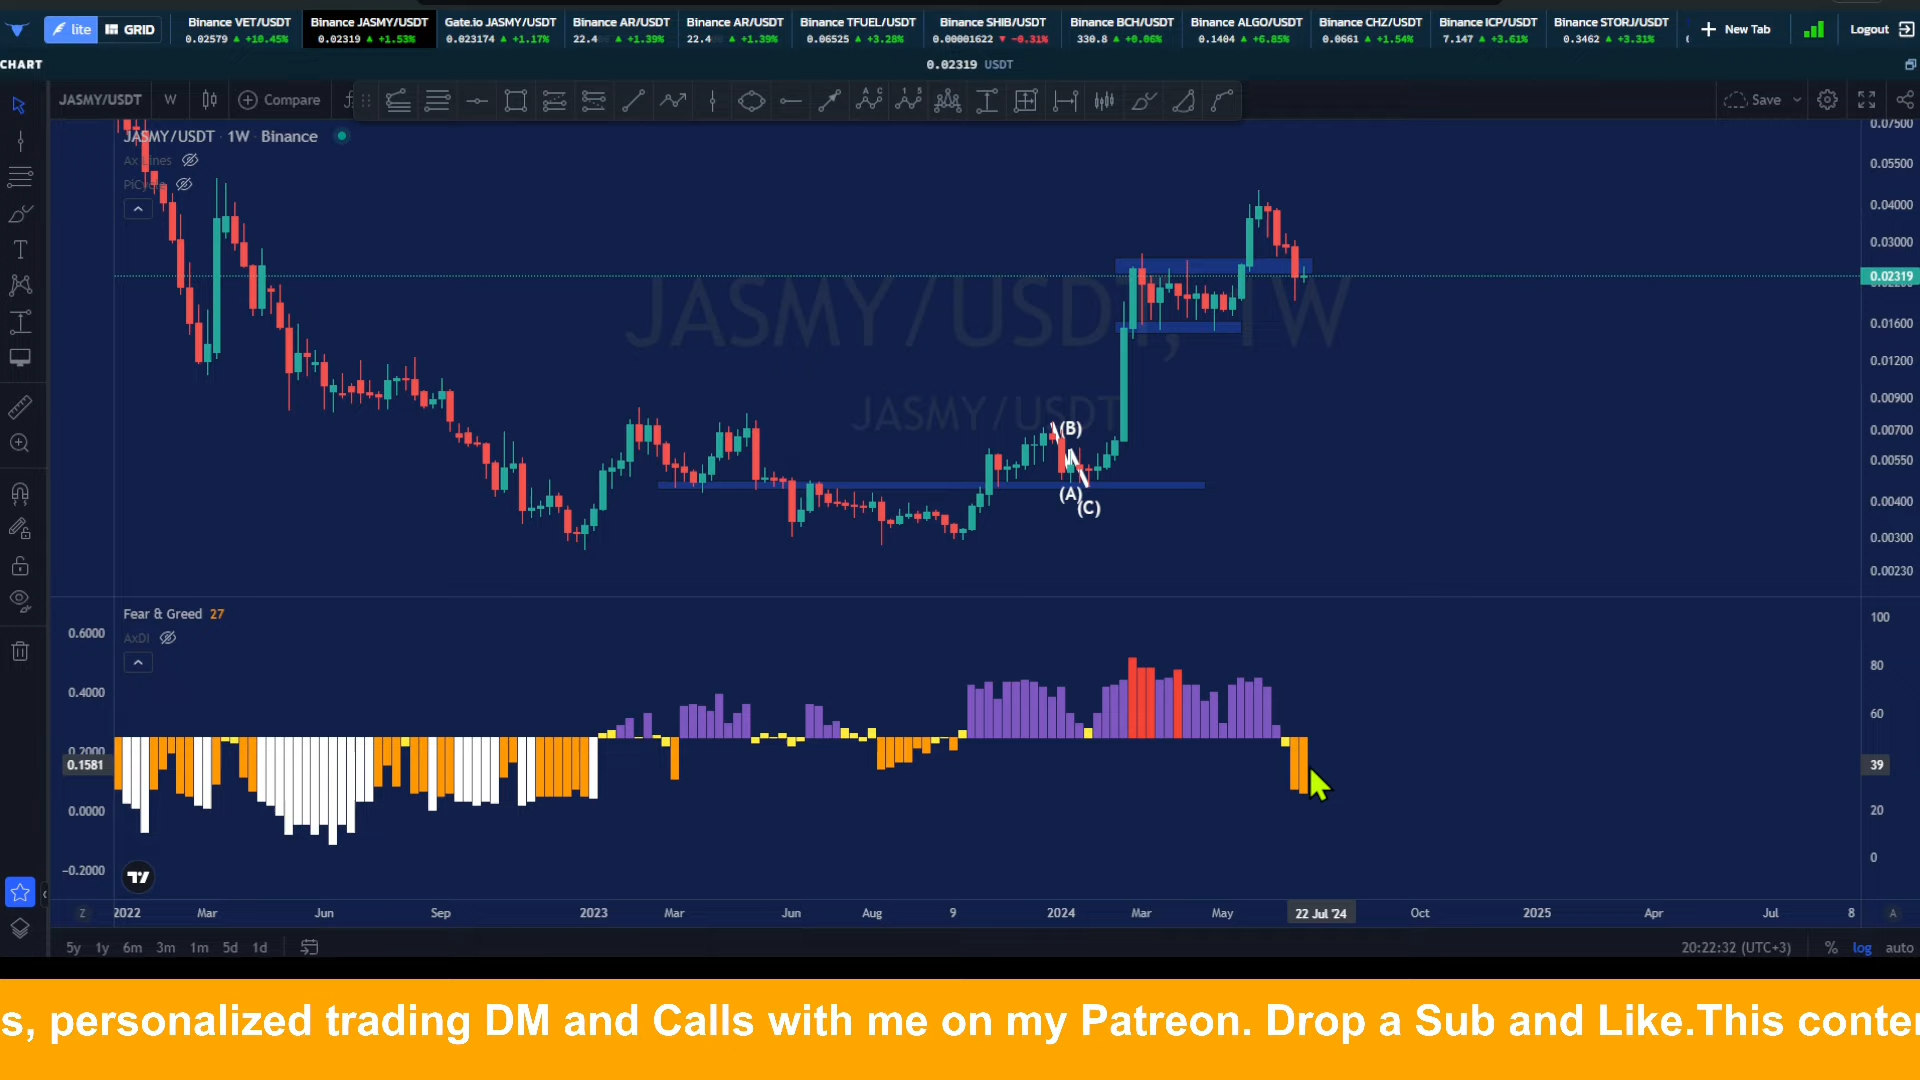 lite
GRID
Binance VET/USDT
0.02579 ▲ +10.45%
Binance JASMY/USDT
0.02319 ▲ +1.53%
Gate.io JASMY/USDT
0.023174 ▲ +1.17%
Binance AR/USDT
22.4 ▲ +1.39%
Binance AR/USDT
22.4 ▲ +1.39%
Binance TFUEL/USDT
0.06525 ▲ +3.28%
Binance SHIB/USDT
0.00001622 ▼ -0.31%
Binance BCH/USDT
330.8 ▲ +0.06%
Binance ALGO/USDT
0.1404 ▲ +6.85%
Binance CHZ/USDT
0.0661 ▲ +1.54%
Binance ICP/USDT
7.147 ▲ +3.61%
Binance STORJ/USDT
0.3462 ▲ +3.31%
New Tab
Logout
CHART
0.02319 USDT
JASMY/USDT W Compare
Save
JASMY/USDT · 1W · Binance
Ax Lines
PiCycle
JASMY/USDT, 1W
JASMY/USDT
(B)
(A)
(C)
0.07500
0.05500
0.04000
0.03000
0.02319
0.01600
0.01200
0.00900
0.00700
0.00550
0.00400
0.00300
0.00230
Fear & Greed 27
AxDI
0.6000
0.4000
0.2000
0.1581
0.0000
−0.2000
100
80
60
39
20
0
Z 2022 Mar Jun Sep 2023 Mar Jun Aug 9 2024 Mar May 22 Jul '24 Oct 2025 Apr Jul 8 A
5y 1y 6m 3m 1m 5d 1d
20:22:32 (UTC+3) % log auto
s, personalized trading DM and Calls with me on my Patreon. Drop a Sub and Like.This conte